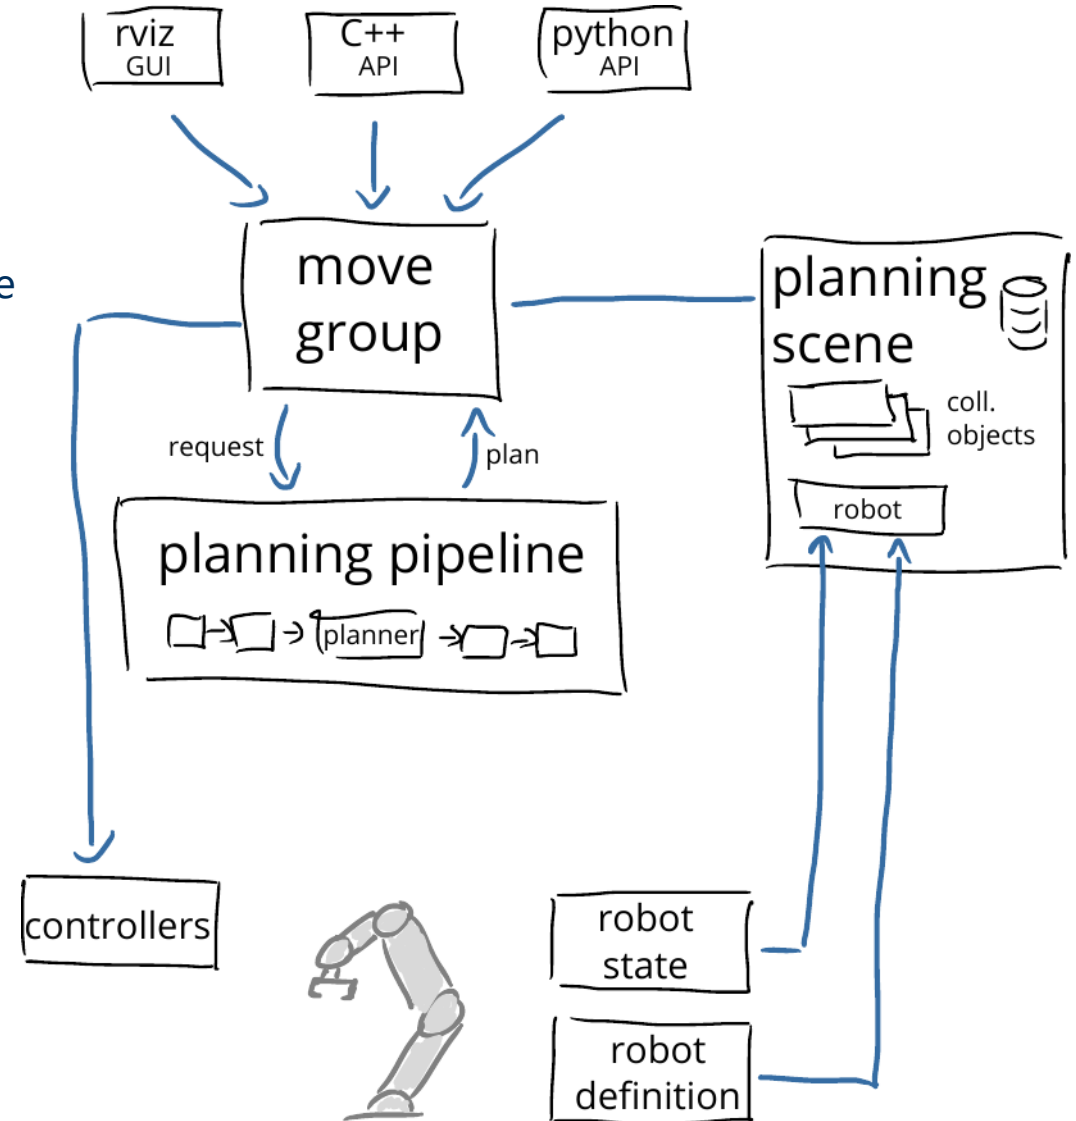 rviz
GUI
C++
API
python
API
e
move
group
planning
scene
coll.
objects
robot
request
plan
planning pipeline
planner
controllers
robot
state
robot
definition